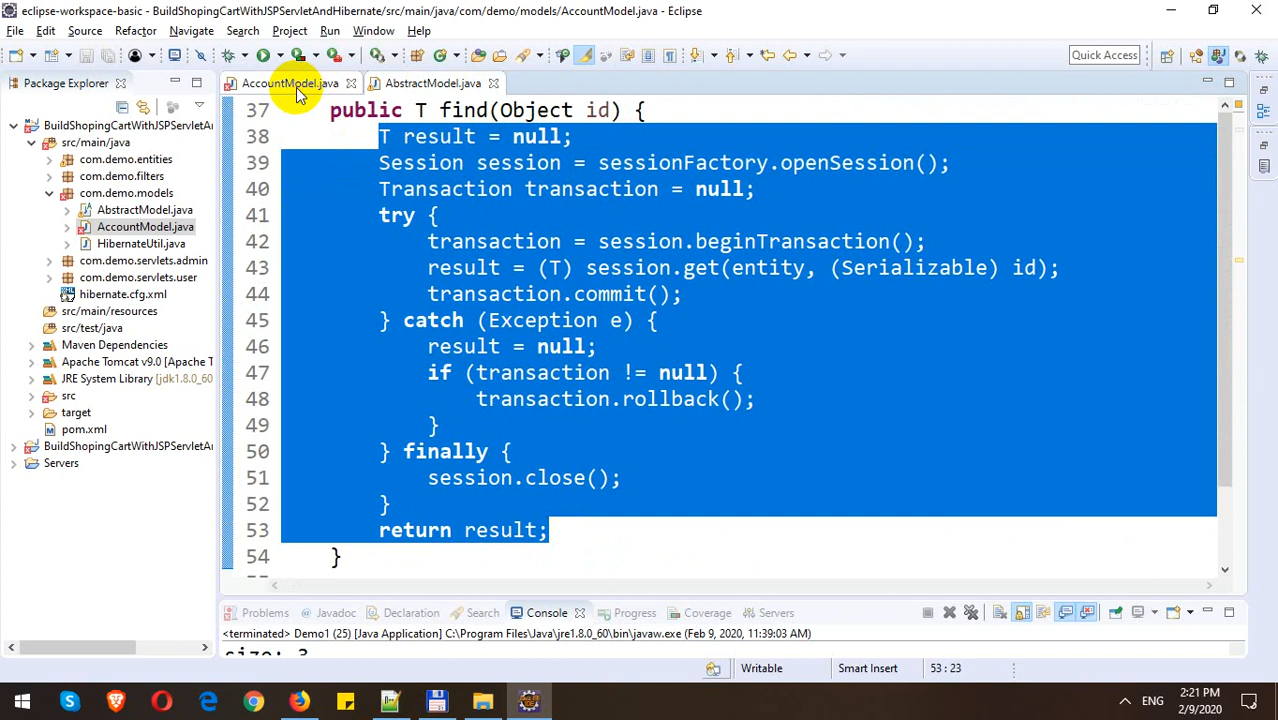 eclipse-workspace-basic - BuildShopingCartWithJSPServletAndHibernate/src/main/java/com/demo/models/AccountModel.java - Eclipse
File Edit Source Refactor Navigate Search Project Run Window Help
Quick Access
Package Explorer
AccountModel.java
AbstractModel.java
BuildShopingCartWithJSPServletAr
src/main/java
com.demo.entities
com.demo.filters
com.demo.models
AbstractModel.java
AccountModel.java
HibernateUtil.java
com.demo.servlets.admin
com.demo.servlets.user
hibernate.cfg.xml
src/main/resources
src/test/java
Maven Dependencies
Apache Tomcat v9.0 [Apache T
JRE System Library [jdk1.8.0_60]
src
target
pom.xml
BuildShopingCartWithJSPServletAr
Servers
37 public T find(Object id) {
38 T result = null;
39 Session session = sessionFactory.openSession();
40 Transaction transaction = null;
41 try {
42 transaction = session.beginTransaction();
43 result = (T) session.get(entity, (Serializable) id);
44 transaction.commit();
45 } catch (Exception e) {
46 result = null;
47 if (transaction != null) {
48 transaction.rollback();
49 }
50 } finally {
51 session.close();
52 }
53 return result;
54 }
Problems Javadoc Declaration Search Console Progress Coverage Servers
<terminated> Demo1 (25) [Java Application] C:\Program Files\Java\jre1.8.0_60\bin\javaw.exe (Feb 9, 2020, 11:39:03 AM)
size: 3
Writable Smart Insert 53 : 23
ENG
2:21 PM
2/9/2020